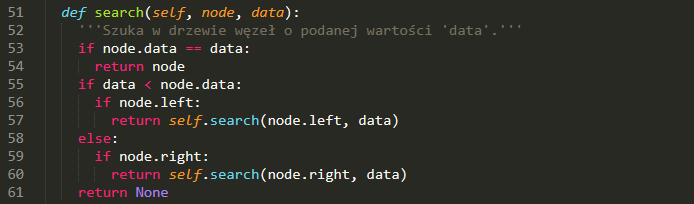 51 def search(self, node, data):
52 '''Szuka w drzewie węzeł o podanej wartości 'data'.'''
53 if node.data == data:
54 return node
55 if data < node.data:
56 if node.left:
57 return self.search(node.left, data)
58 else:
59 if node.right:
60 return self.search(node.right, data)
61 return None